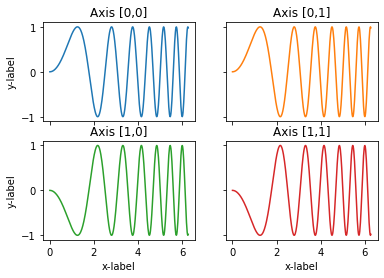 Axis [0,0]
Axis [0,1]
1
0
−1
y-label
Axis [1,0]
Axis [1,1]
1
0
−1
y-label
0 2 4 6
0 2 4 6
x-label
x-label